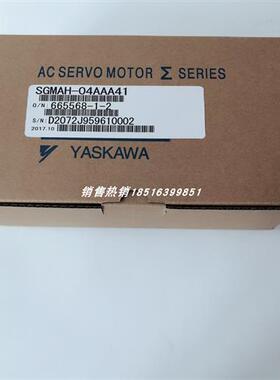 AC SERVO MOTOR Σ SERIES
SGMAH-04AAA41
O/N 665568-1-2
S/N D2072J959610002
2017.10
YASKAWA
销售热销18516399851